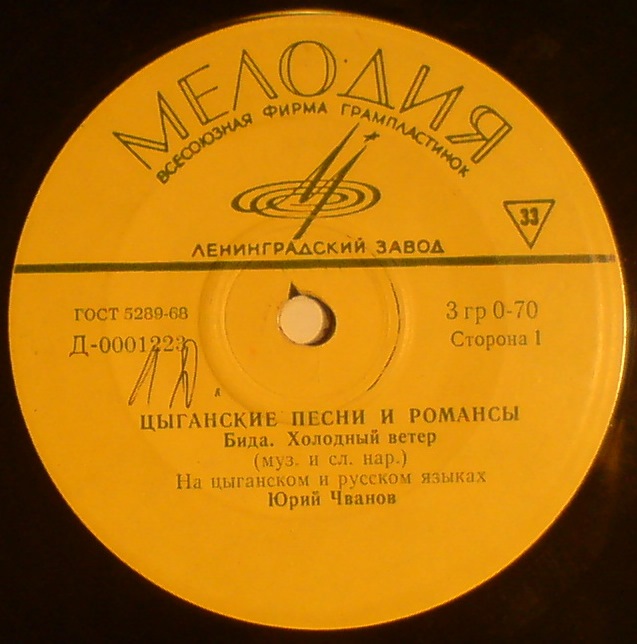 МЕЛОДИЯ
ВСЕСОЮЗНАЯ ФИРМА ГРАМПЛАСТИНОК
33
ЛЕНИНГРАДСКИЙ ЗАВОД
ГОСТ 5289-68
3 гр 0-70
Д-0001223
Сторона 1
ЦЫГАНСКИЕ ПЕСНИ И РОМАНСЫ
Бида. Холодный ветер
(муз. и сл. нар.)
На цыганском и русском языках
Юрий Чванов